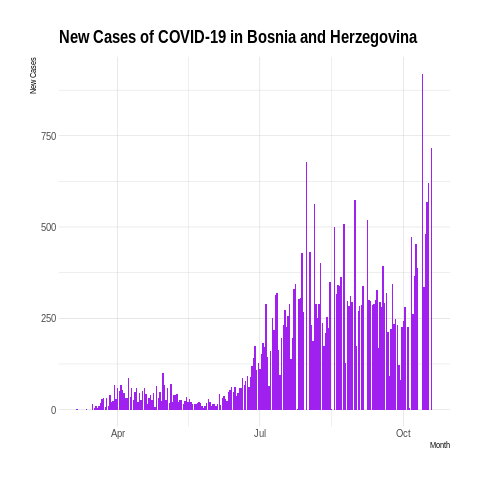 New Cases of COVID-19 in Bosnia and Herzegovina
New Cases
750
500
250
0
Apr
Jul
Oct
Month